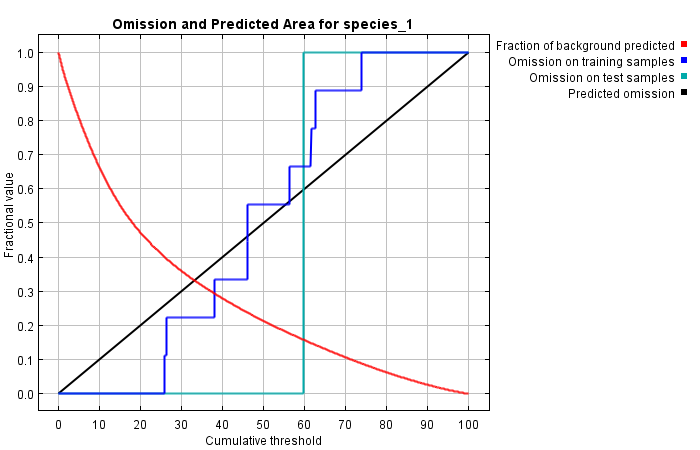 Omission and Predicted Area for species_1
Fraction of background predicted
Omission on training samples
Omission on test samples
Predicted omission
Fractional value
1.0
0.9
0.8
0.7
0.6
0.5
0.4
0.3
0.2
0.1
0.0
0 10 20 30 40 50 60 70 80 90 100
Cumulative threshold